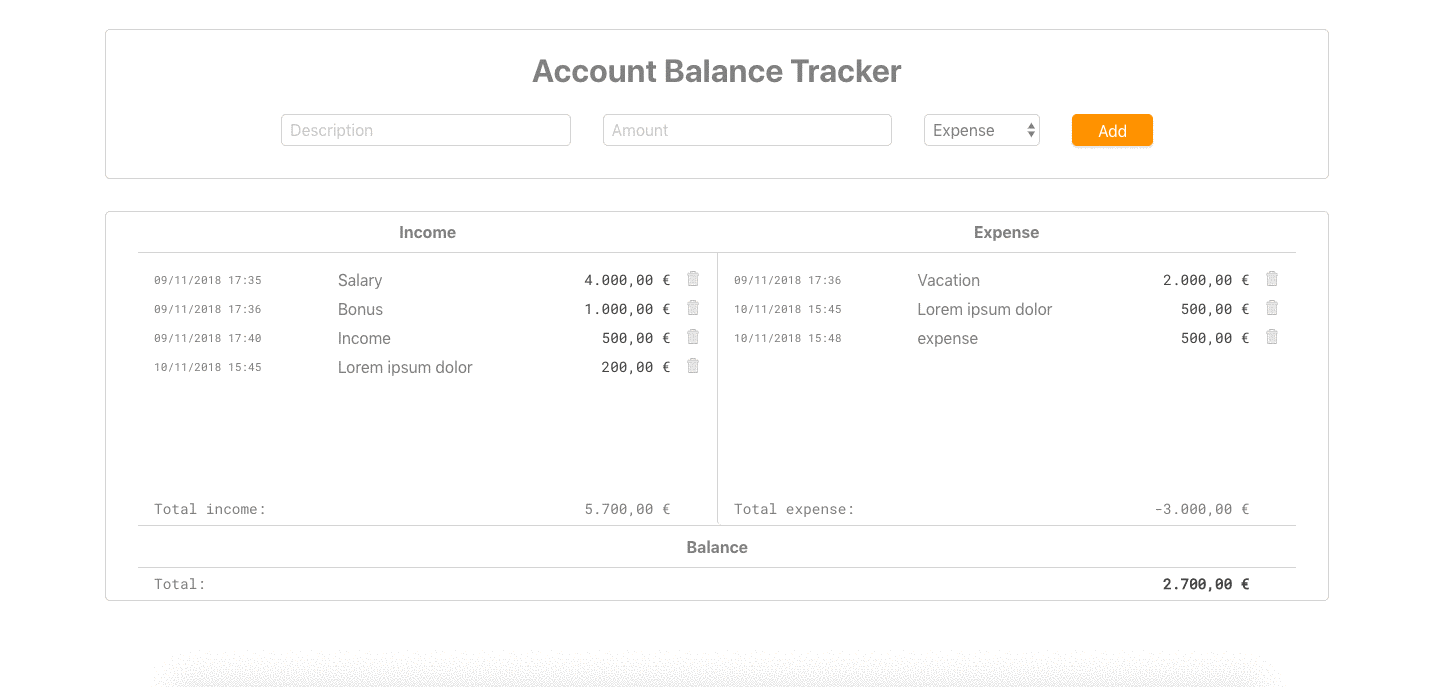 Account Balance Tracker
Description Amount Expense Add
Income Expense
09/11/2018 17:35 Salary 4.000,00 € 09/11/2018 17:36 Vacation 2.000,00 €
09/11/2018 17:36 Bonus 1.000,00 € 10/11/2018 15:45 Lorem ipsum dolor 500,00 €
09/11/2018 17:40 Income 500,00 € 10/11/2018 15:48 expense 500,00 €
10/11/2018 15:45 Lorem ipsum dolor 200,00 €
Total income: 5.700,00 € Total expense: -3.000,00 €
Balance
Total: 2.700,00 €